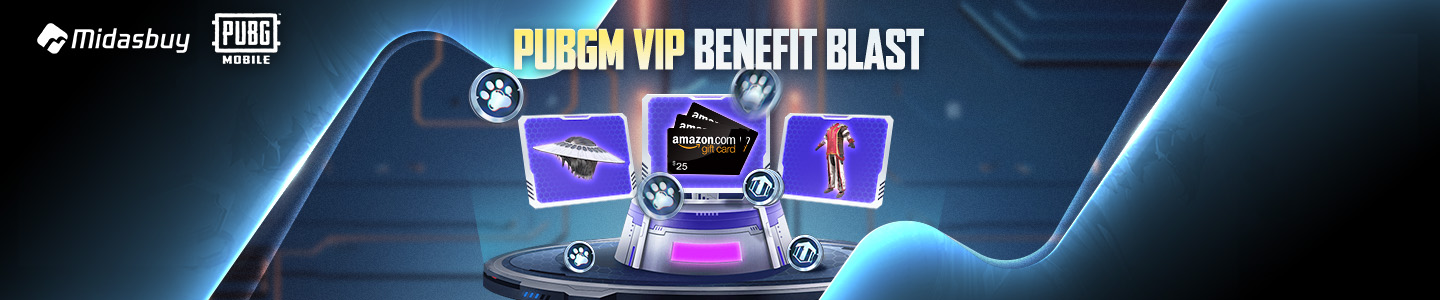 Midasbuy
PUBG
MOBILE
PUBGM VIP BENEFIT BLAST
amazon.com
gift card
$25